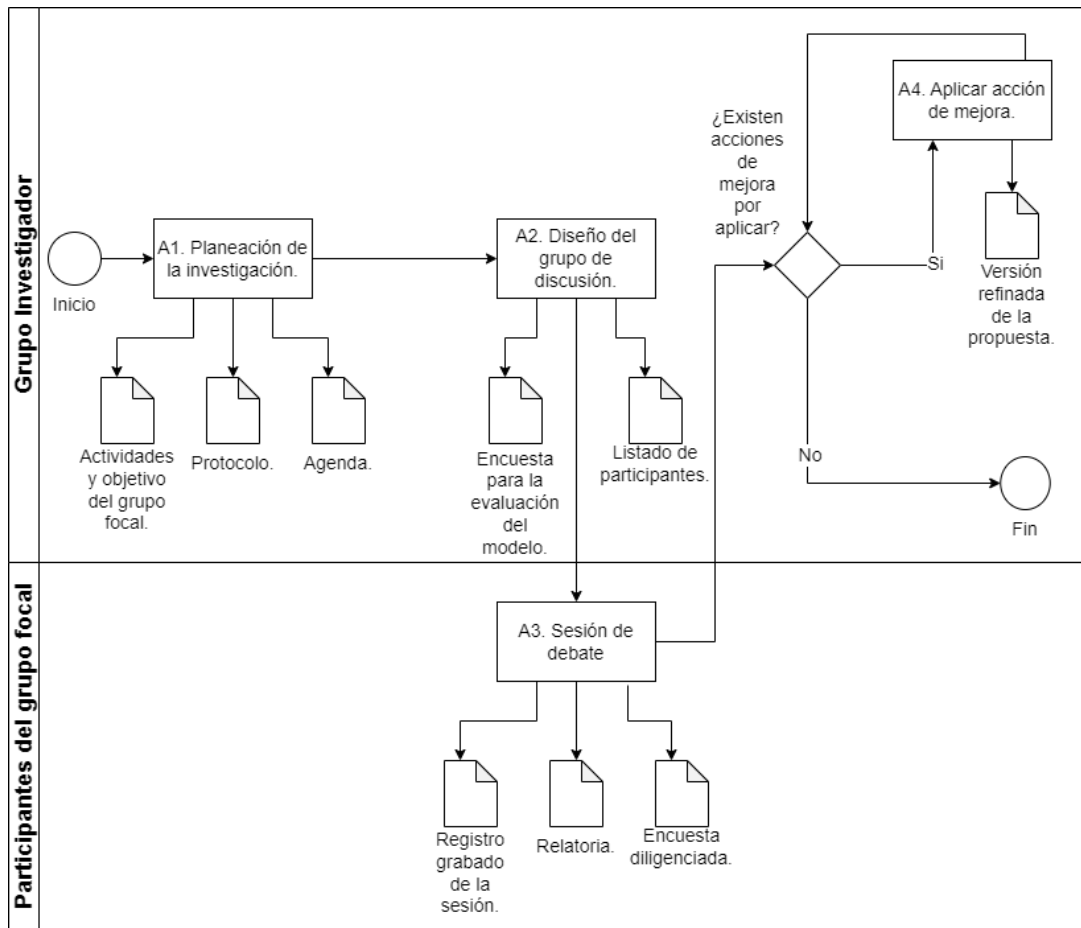 Grupo Investigador
A4. Aplicar acción
de mejora.
¿Existen
acciones
de
mejora
por
aplicar?
A1. Planeación de
la investigación.
A2. Diseño del
grupo de
discusión.
Inicio
Si
Versión
refinada
de la
propuesta.
Actividades
y objetivo
del grupo
focal.
Protocolo.
Agenda.
Encuesta
para la
evaluación
del
modelo.
Listado de
participantes.
No
Fin
Participantes del grupo focal
A3. Sesión de
debate
Registro
grabado
de la
sesión.
Relatoria.
Encuesta
diligenciada.